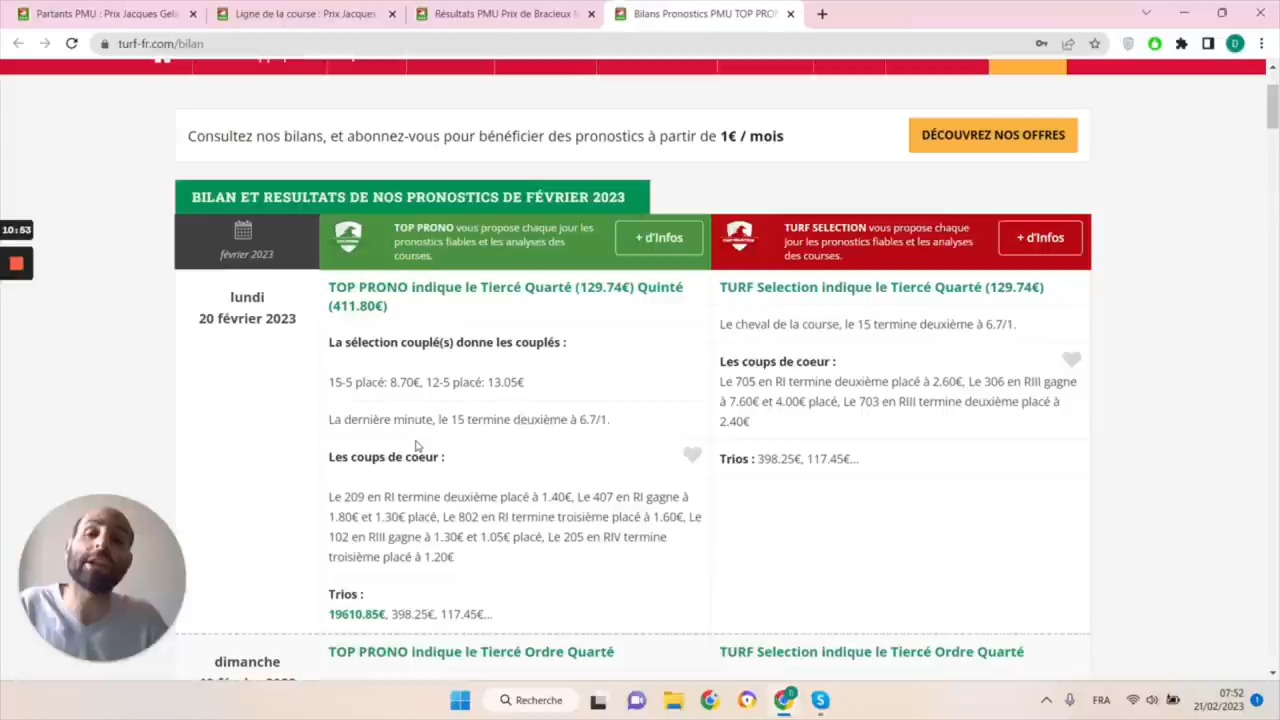 Partants PMU : Prix Jacques Gela
Ligne de la course : Prix Jacques
Résultats PMU Prix de Bracieux
Bilans Pronostics PMU TOP PRO
turf-fr.com/bilan
D
Consultez nos bilans, et abonnez-vous pour bénéficier des pronostics à partir de 1€ / mois
DÉCOUVREZ NOS OFFRES
BILAN ET RESULTATS DE NOS PRONOSTICS DE FÉVRIER 2023
10:53
février 2023
TOP PRONO vous propose chaque jour les
pronostics fiables et les analyses des
courses.
+ d'Infos
TURF SELECTION vous propose chaque
jour les pronostics fiables et les analyses
des courses.
+ d'Infos
lundi
20 février 2023
TOP PRONO indique le Tiercé Quarté (129.74€) Quinté
(411.80€)
La sélection couplé(s) donne les couplés :
15-5 placé: 8.70€, 12-5 placé: 13.05€
La dernière minute, le 15 termine deuxième à 6.7/1.
Les coups de coeur :
Le 209 en RI termine deuxième placé à 1.40€, Le 407 en RI gagne à
1.80€ et 1.30€ placé, Le 802 en RI termine troisième placé à 1.60€, Le
102 en RIII gagne à 1.30€ et 1.05€ placé, Le 205 en RIV termine
troisième placé à 1.20€
Trios :
19610.85€, 398.25€, 117.45€...
TURF Selection indique le Tiercé Quarté (129.74€)
Le cheval de la course, le 15 termine deuxième à 6.7/1.
Les coups de coeur :
Le 705 en RI termine deuxième placé à 2.60€, Le 306 en RIII gagne
à 7.60€ et 4.00€ placé, Le 703 en RIII termine deuxième placé à
2.40€
Trios : 398.25€, 117.45€...
dimanche
TOP PRONO indique le Tiercé Ordre Quarté
TURF Selection indique le Tiercé Ordre Quarté
Recherche
FRA
07:52
21/02/2023